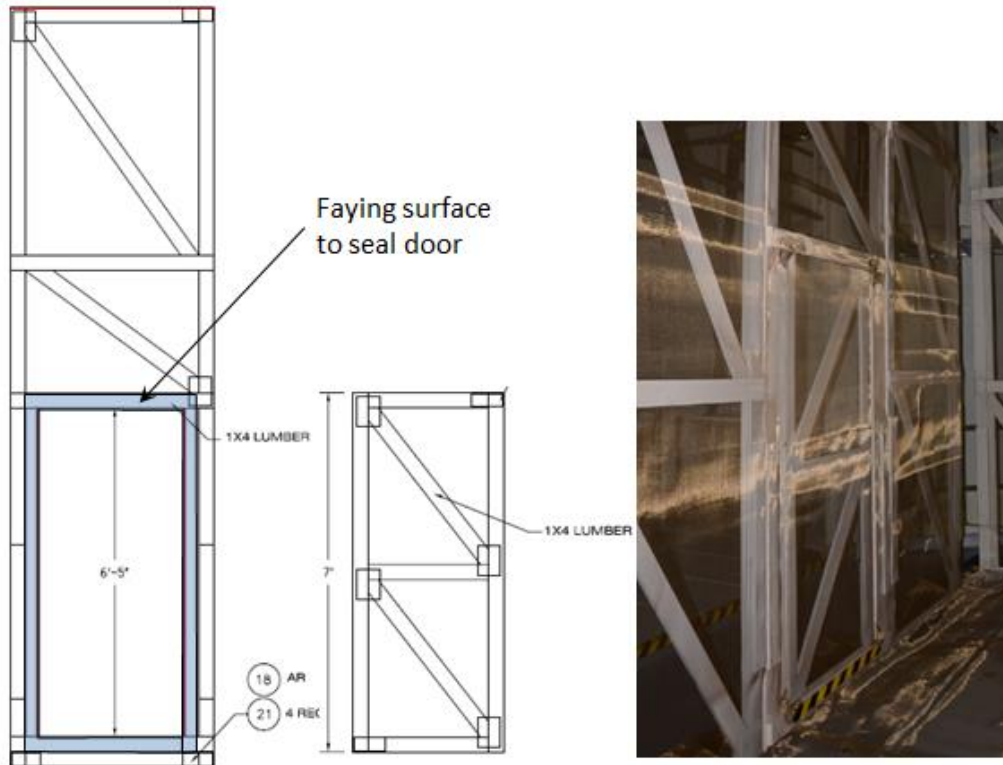 Faying surface
to seal door
1X4 LUMBER
6'-5"
7'
1X4 LUMBER
18 AR
21 4 REC